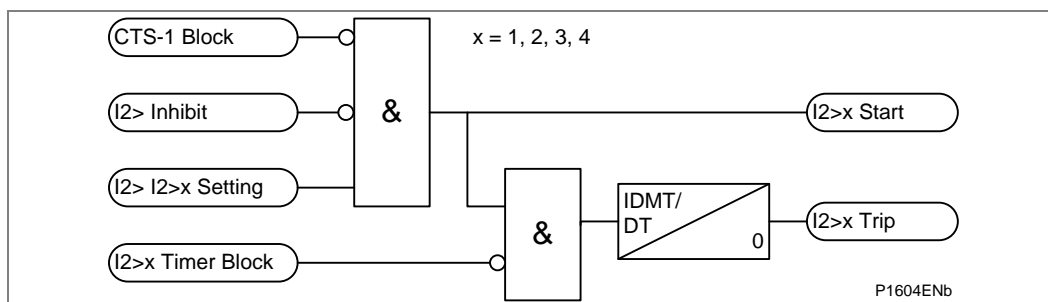 CTS-1 Block
x = 1, 2, 3, 4
I2> Inhibit
&
I2>x Start
I2> I2>x Setting
IDMT/
DT
0
&
I2>x Trip
I2>x Timer Block
P1604ENb